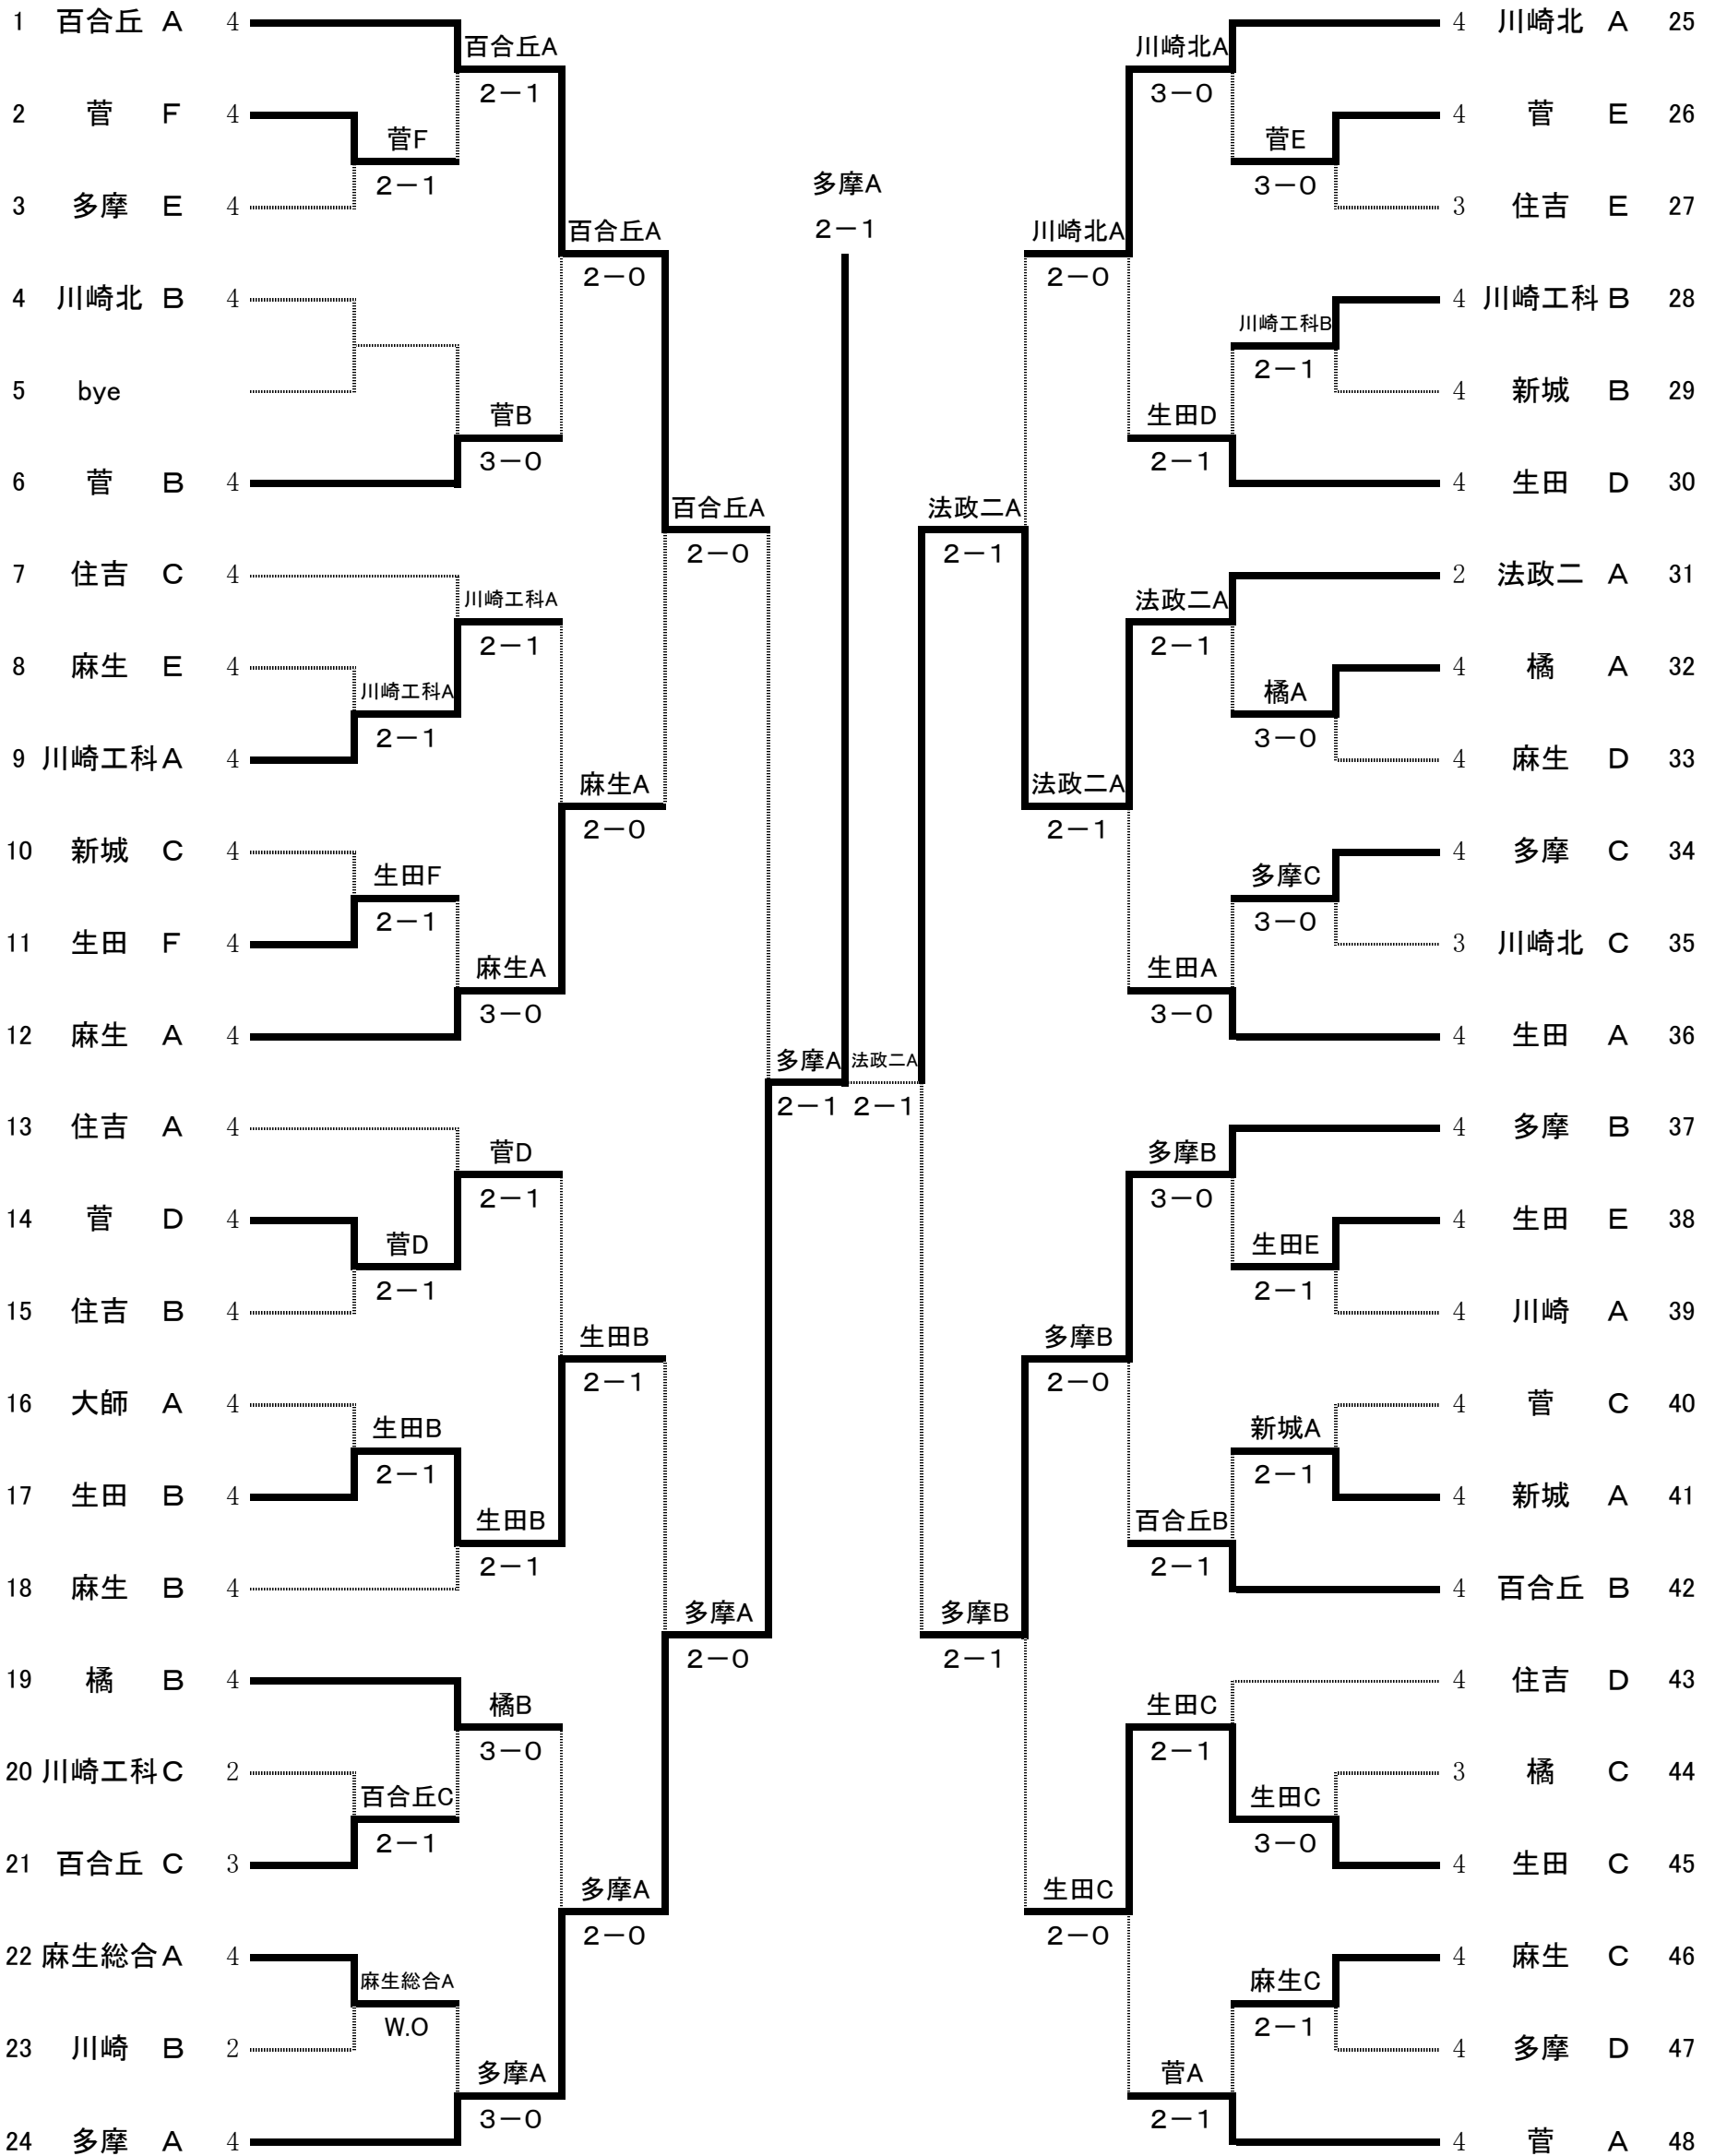 1 百合丘 A 4
百合丘A
2－1
2 菅 F 4
菅F
2－1
3 多摩 E 4
百合丘A
2－0
4 川崎北 B 4
5 bye
菅B
3－0
6 菅 B 4
百合丘A
2－0
7 住吉 C 4
川崎工科A
2－1
8 麻生 E 4
川崎工科A
2－1
9 川崎工科 A 4
麻生A
2－0
10 新城 C 4
生田F
2－1
11 生田 F 4
麻生A
3－0
12 麻生 A 4
多摩A
2－1
13 住吉 A 4
菅D
2－1
14 菅 D 4
菅D
2－1
15 住吉 B 4
生田B
2－1
16 大師 A 4
生田B
2－1
17 生田 B 4
生田B
2－1
18 麻生 B 4
多摩A
2－0
19 橘 B 4
橘B
3－0
20 川崎工科 C 2
百合丘C
2－1
21 百合丘 C 3
多摩A
2－0
22 麻生総合 A 4
麻生総合A
W.O
23 川崎 B 2
多摩A
3－0
24 多摩 A 4
多摩A
2－1
4 川崎北 A 25
川崎北A
3－0
4 菅 E 26
菅E
3－0
3 住吉 E 27
川崎北A
2－0
4 川崎工科 B 28
川崎工科B
2－1
4 新城 B 29
生田D
2－1
4 生田 D 30
法政二A
2－1
2 法政二 A 31
法政二A
2－1
4 橘 A 32
橘A
3－0
4 麻生 D 33
法政二A
2－1
4 多摩 C 34
多摩C
3－0
3 川崎北 C 35
生田A
3－0
4 生田 A 36
法政二A
2－1
4 多摩 B 37
多摩B
3－0
4 生田 E 38
生田E
2－1
4 川崎 A 39
多摩B
2－0
4 菅 C 40
新城A
2－1
4 新城 A 41
百合丘B
2－1
4 百合丘 B 42
多摩B
2－1
4 住吉 D 43
生田C
2－1
3 橘 C 44
生田C
3－0
4 生田 C 45
生田C
2－0
4 麻生 C 46
麻生C
2－1
4 多摩 D 47
菅A
2－1
4 菅 A 48